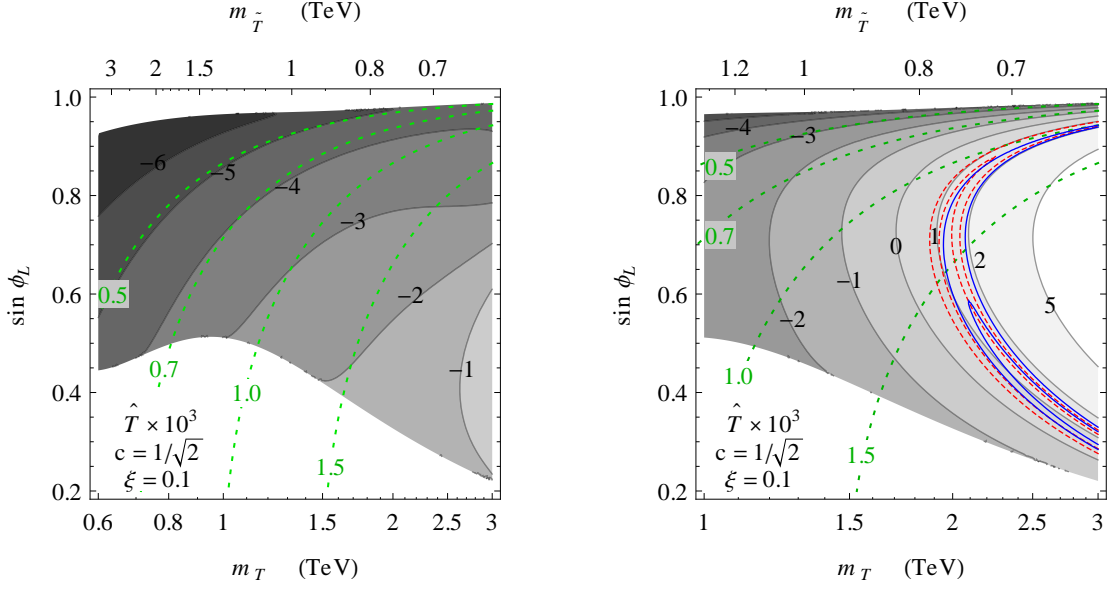 m_T̃ (TeV)
3 2 1.5 1 0.8 0.7
1.0
0.8
0.6
0.4
0.2
sin ϕ_L
−6
−5
−4
−3
−2
−1
0.5
0.7
1.0
1.5
T̂ × 10³
c = 1/√2
ξ = 0.1
0.6 0.8 1 1.5 2 2.5 3
m_T (TeV)
m_T̃ (TeV)
1.2 1 0.8 0.7
1.0
0.8
0.6
0.4
0.2
sin ϕ_L
−4
−3
0.5
0.7
0
1
2
−1
5
−2
1.0
1.5
T̂ × 10³
c = 1/√2
ξ = 0.1
1 1.5 2 2.5 3
m_T (TeV)